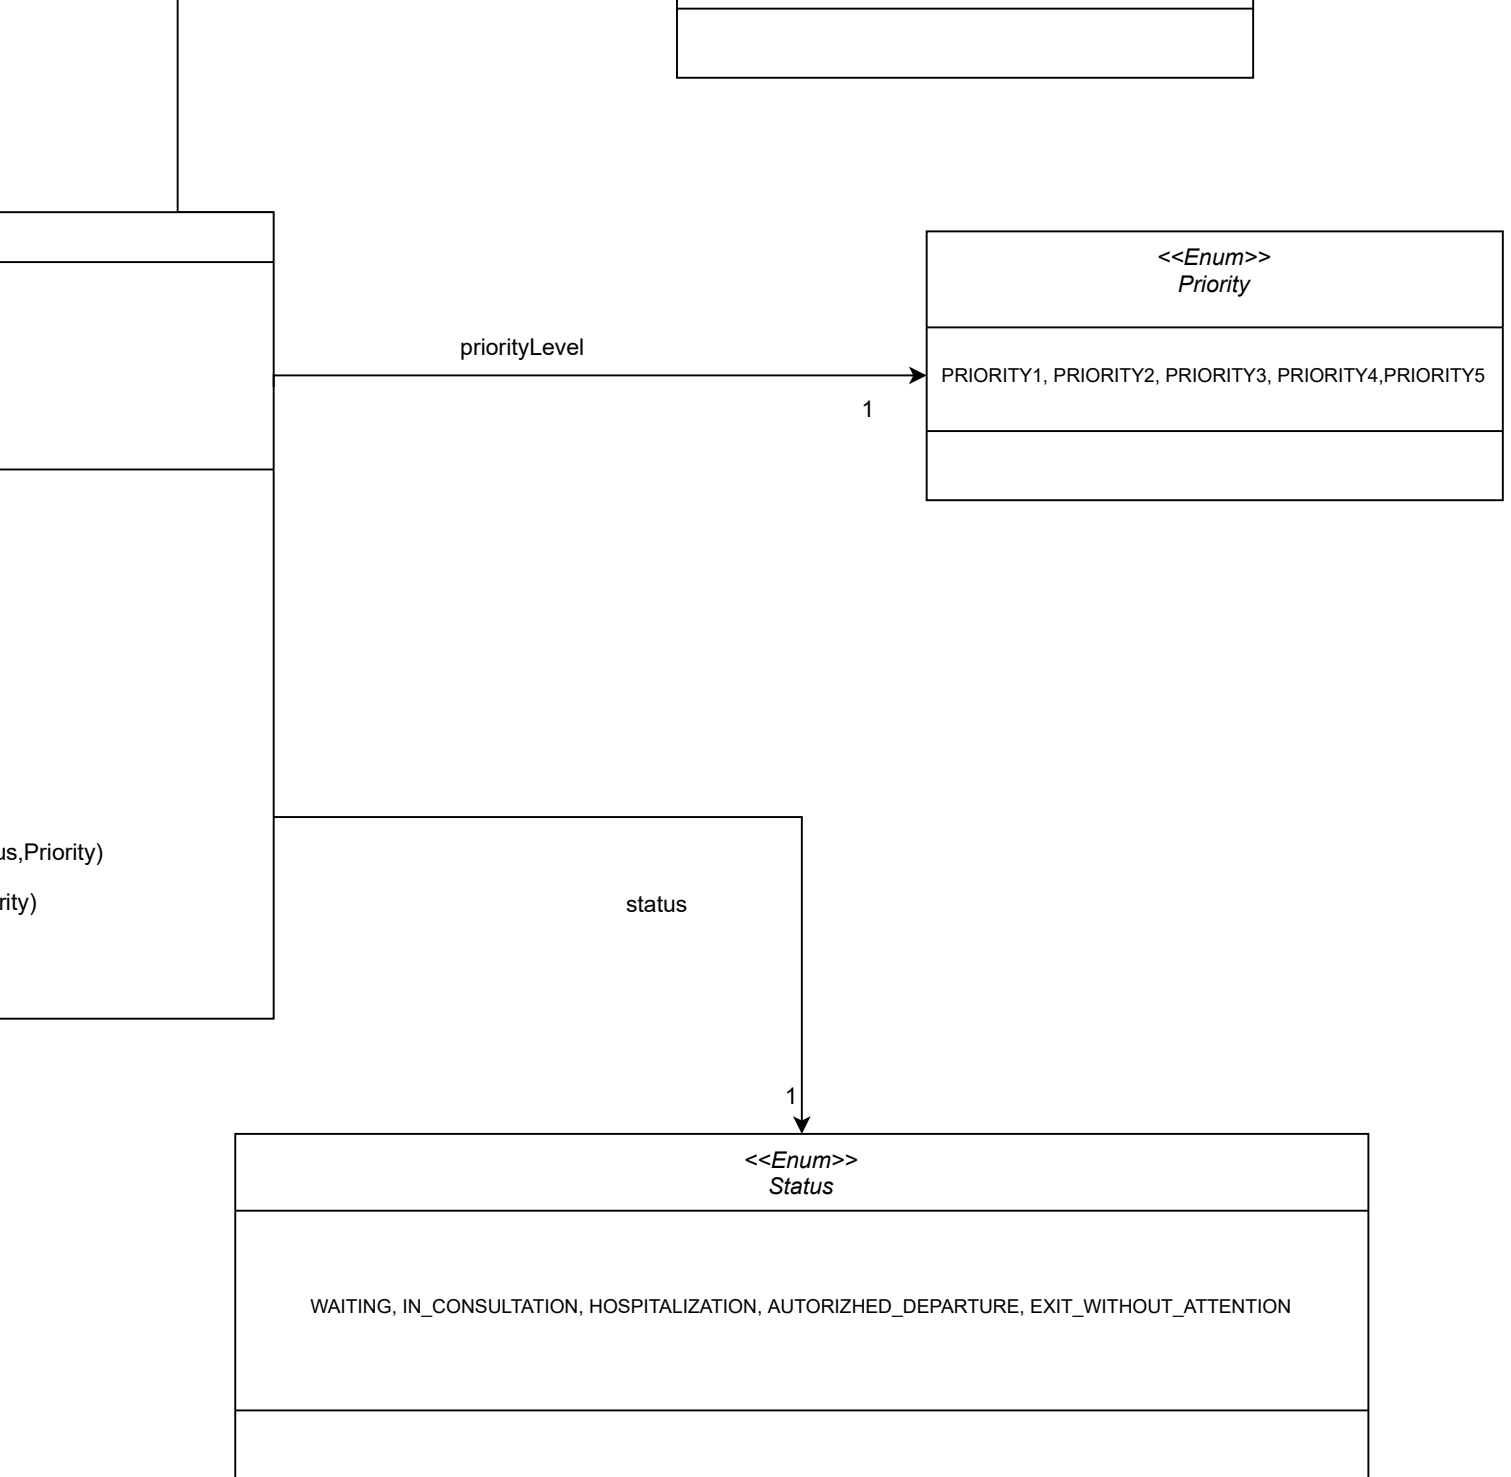 <<Enum>>
Priority
priorityLevel
PRIORITY1, PRIORITY2, PRIORITY3, PRIORITY4,PRIORITY5
1
us,Priority)
rity)
status
1
<<Enum>>
Status
WAITING, IN_CONSULTATION, HOSPITALIZATION, AUTORIZHED_DEPARTURE, EXIT_WITHOUT_ATTENTION